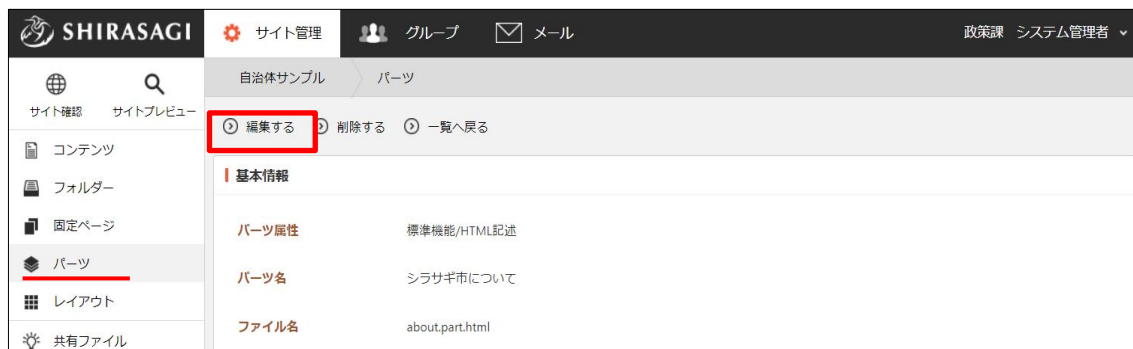 SHIRASAGI サイト管理 グループ メール 政策課 システム管理者
サイト確認 サイトプレビュー
自治体サンプル パーツ
編集する 削除する 一覧へ戻る
コンテンツ
フォルダー
固定ページ
パーツ
レイアウト
共有ファイル
基本情報
パーツ属性 標準機能/HTML記述
パーツ名 シラサギ市について
ファイル名 about.part.html